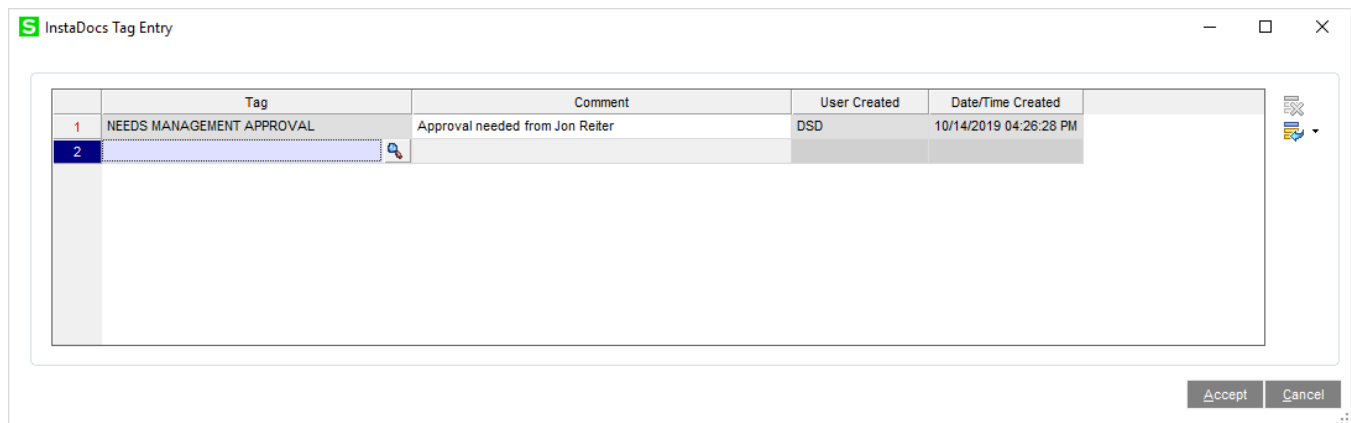 S InstaDocs Tag Entry
Tag Comment User Created Date/Time Created
1 NEEDS MANAGEMENT APPROVAL Approval needed from Jon Reiter DSD 10/14/2019 04:26:28 PM
2
Accept Cancel